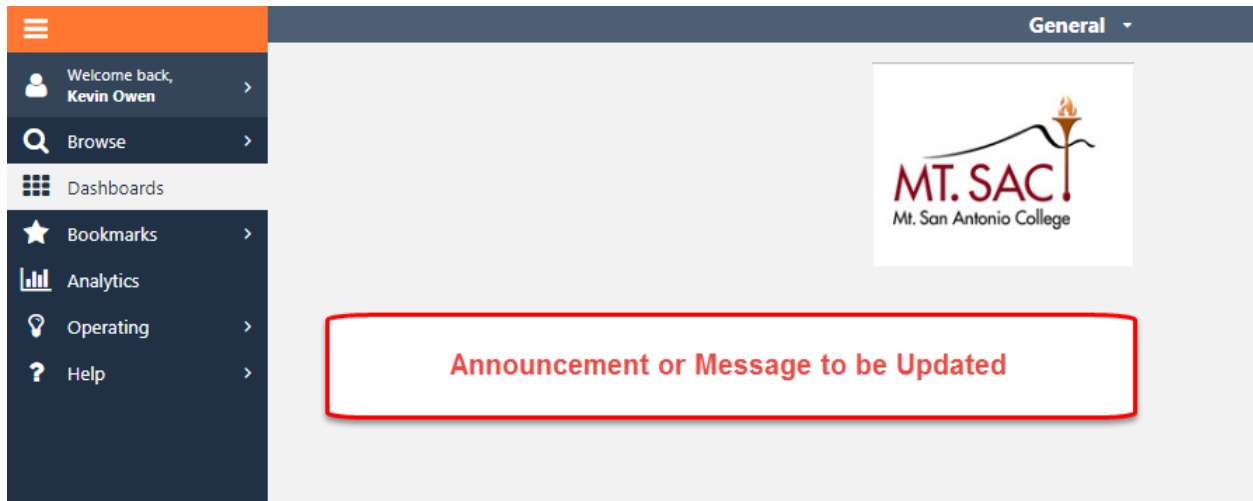 General
Welcome back,
Kevin Owen
Browse
Dashboards
Bookmarks
Analytics
Operating
Help
MT. SAC
Mt. San Antonio College
Announcement or Message to be Updated